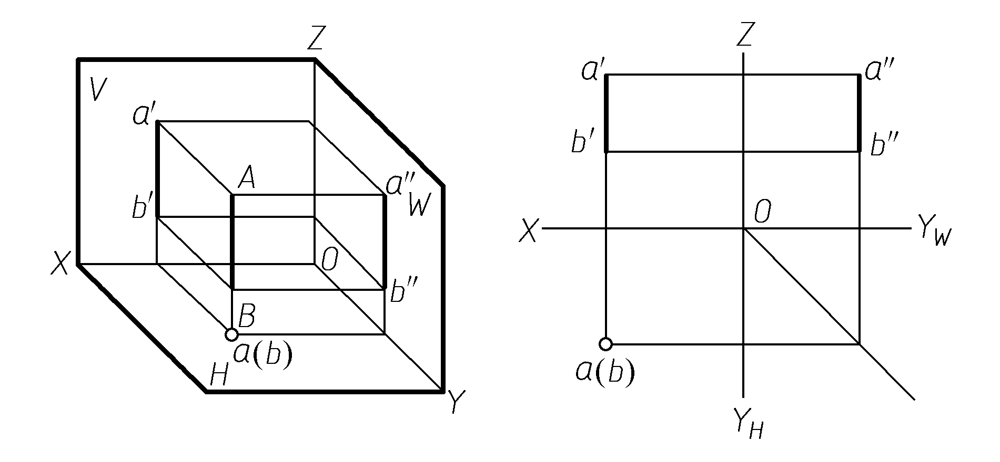 Z
V
a'
A
a"
W
b'
X
O
b"
B
a(b)
H
Y
Z
a'
a"
b'
b"
O
X
Y_W
a(b)
Y_H